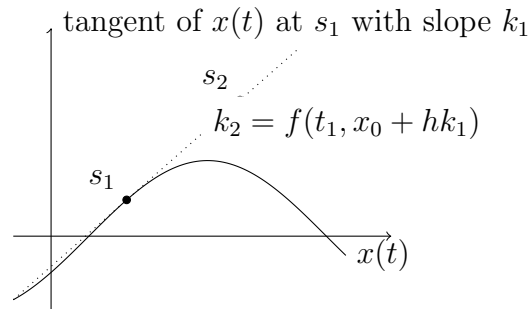 tangent of x(t) at s₁ with slope k₁
s₂
k₂ = f(t₁, x₀ + hk₁)
s₁
x(t)